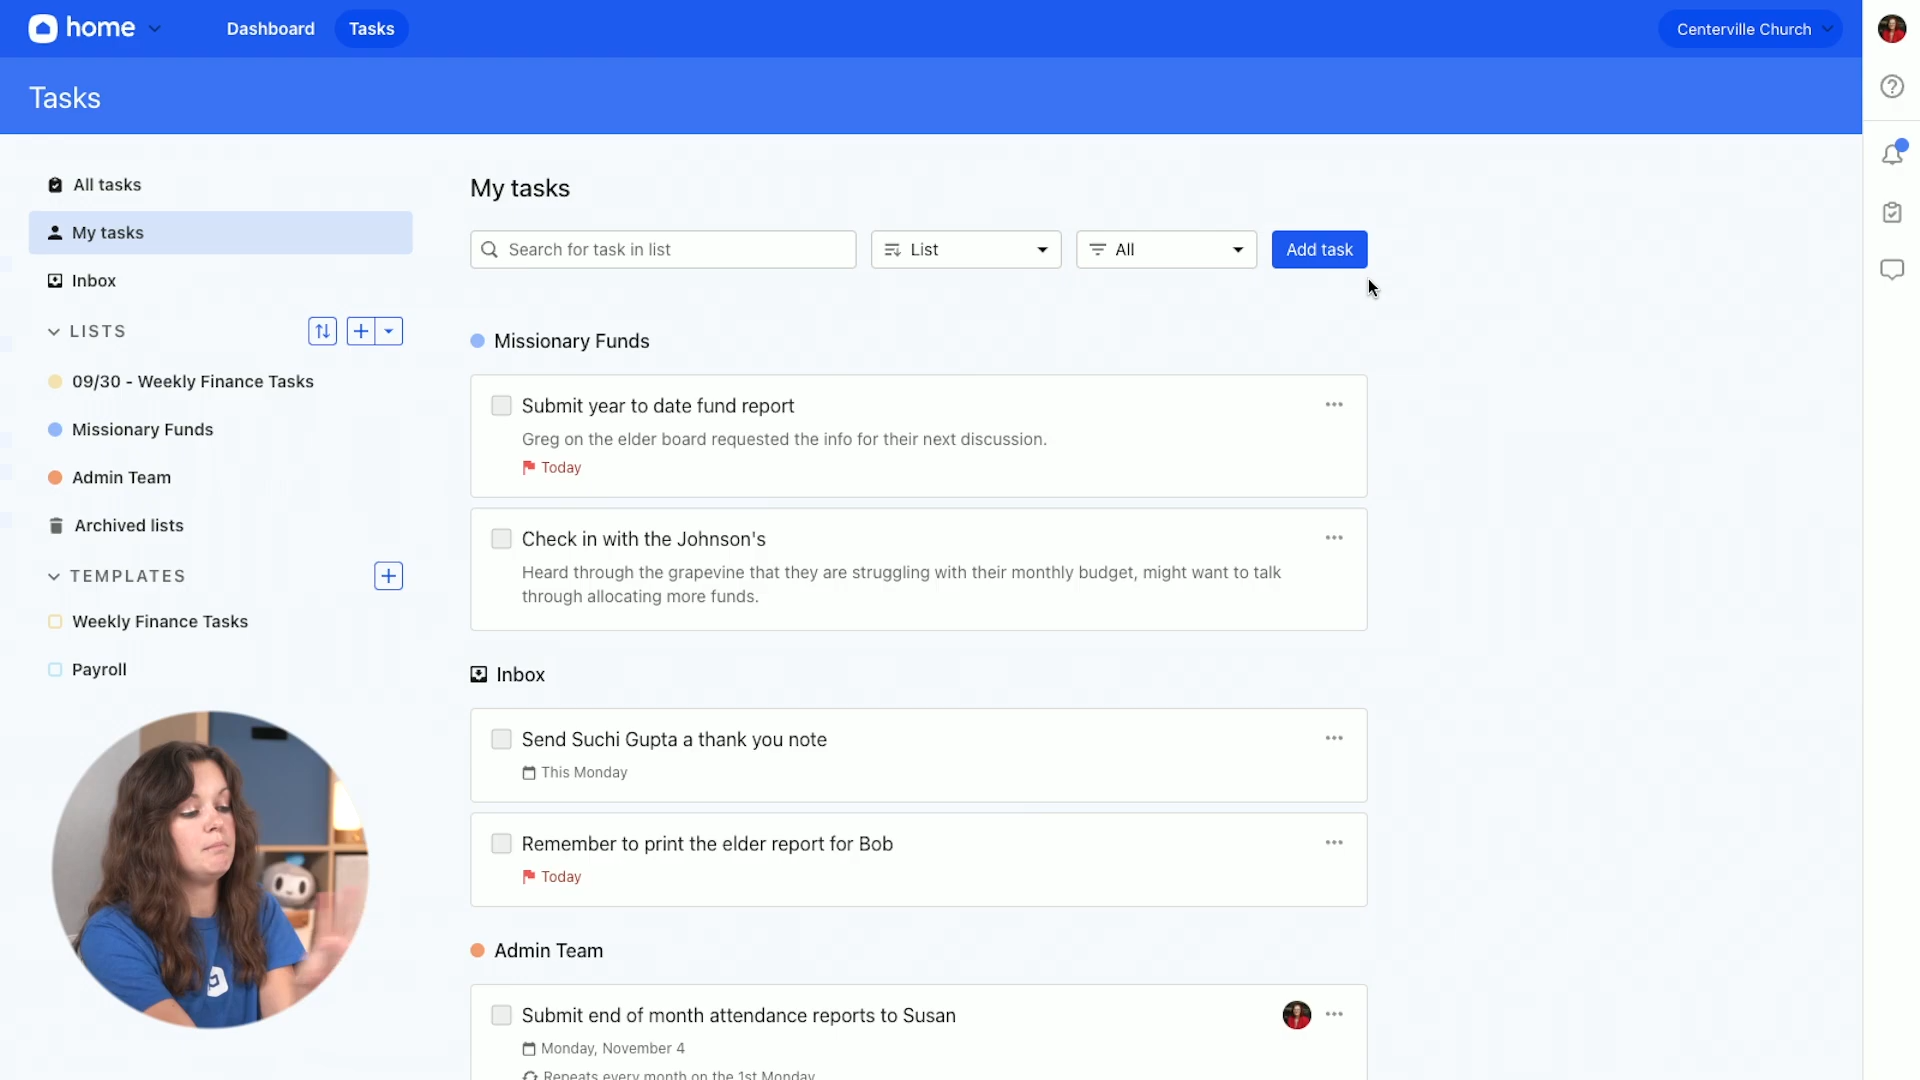 home
Dashboard
Tasks
Centerville Church
Tasks
All tasks
My tasks
Inbox
LISTS
09/30 - Weekly Finance Tasks
Missionary Funds
Admin Team
Archived lists
TEMPLATES
Weekly Finance Tasks
Payroll
My tasks
Search for task in list
List
All
Add task
Missionary Funds
Submit year to date fund report
Greg on the elder board requested the info for their next discussion.
Today
Check in with the Johnson's
Heard through the grapevine that they are struggling with their monthly budget, might want to talk
through allocating more funds.
Inbox
Send Suchi Gupta a thank you note
This Monday
Remember to print the elder report for Bob
Today
Admin Team
Submit end of month attendance reports to Susan
Monday, November 4
Repeats every month on the 1st Monday